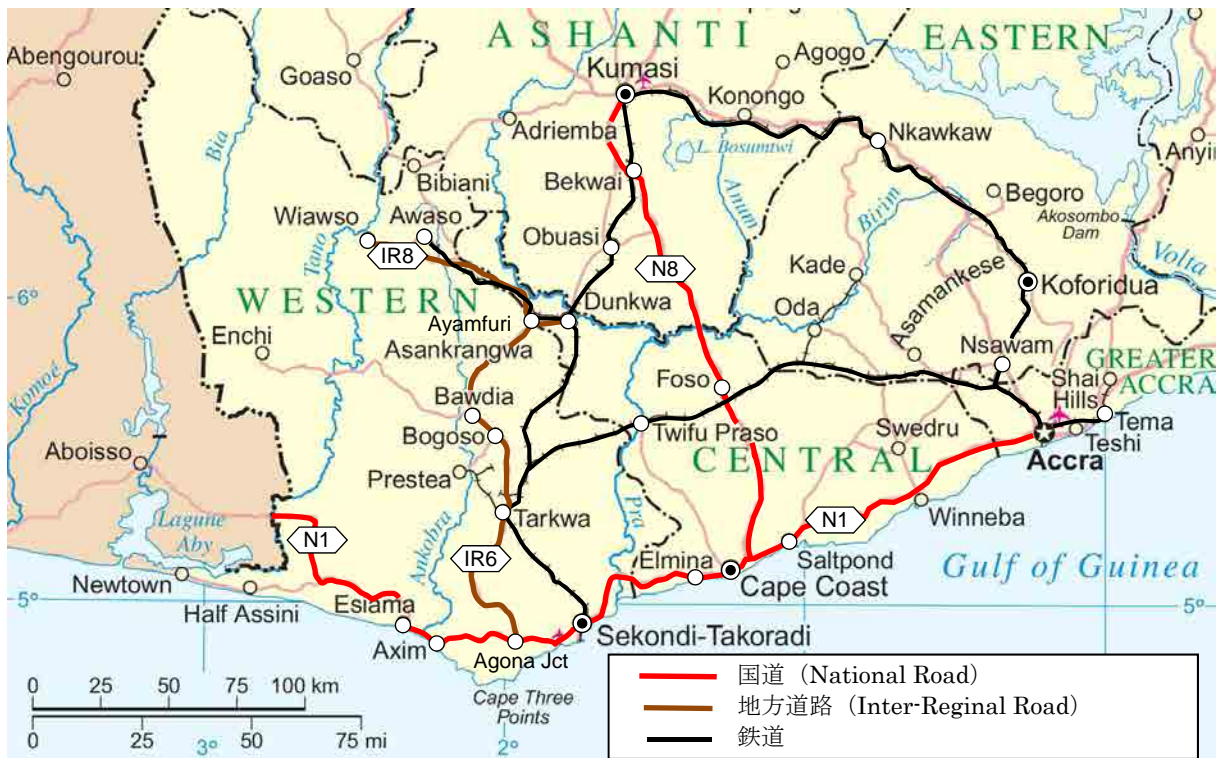 ASHANTI
EASTERN
Abengourou
Goaso
Kumasi
Agogo
Konongo
Adriemba
Nkawkaw
L. Bosumtwi
Anyin
Bia
Bibiani
Bekwai
Anum
Birim
Begoro
Akosombo
Dam
Wiawso
Awaso
Obuasi
IR8
Tano
N8
Kade
Volta
WESTERN
6°
Dunkwa
Oda
Asamankese
Koforidua
6°
Ayamfuri
Enchi
Asankrangwa
Nsawam
GREATER
ACCRA
Komoé
Foso
Shai
Hills
Bawdia
Tema
Aboisso
Bogoso
Twifu Praso
Swedru
Teshi
Prestea
CENTRAL
Accra
Lagune
Aby
Tarkwa
Pra
Winneba
N1
Ankobra
N1
IR6
Elmina
Saltpond
Newtown
Cape Coast
Gulf of Guinea
5°
Half Assini
Esiama
5°
Sekondi-Takoradi
Axim
Agona Jct
Cape Three
Points
0 25 50 75 100 km
0 25 50 75 mi
3°
2°
国道（National Road）
地方道路（Inter-Reginal Road）
鉄道